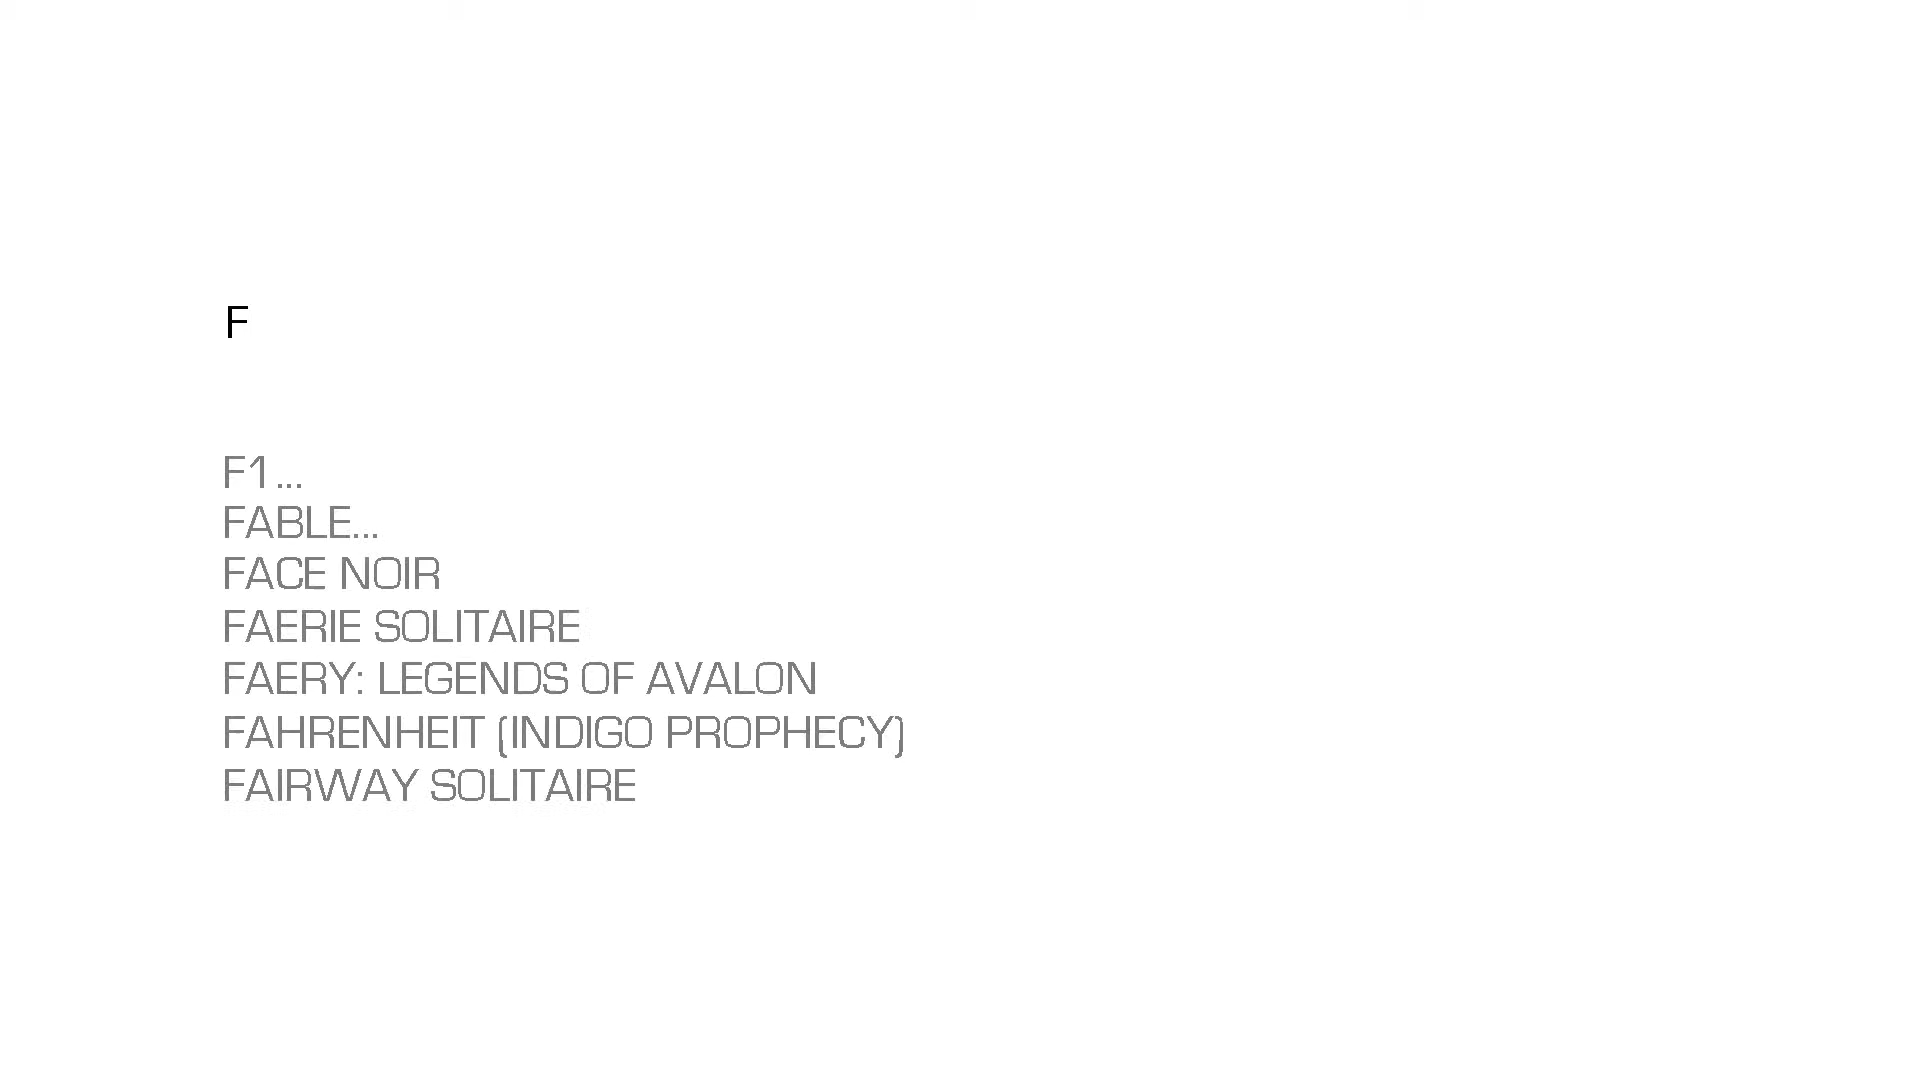 F
F1...
FABLE...
FACE NOIR
FAERIE SOLITAIRE
FAERY: LEGENDS OF AVALON
FAHRENHEIT (INDIGO PROPHECY)
FAIRWAY SOLITAIRE